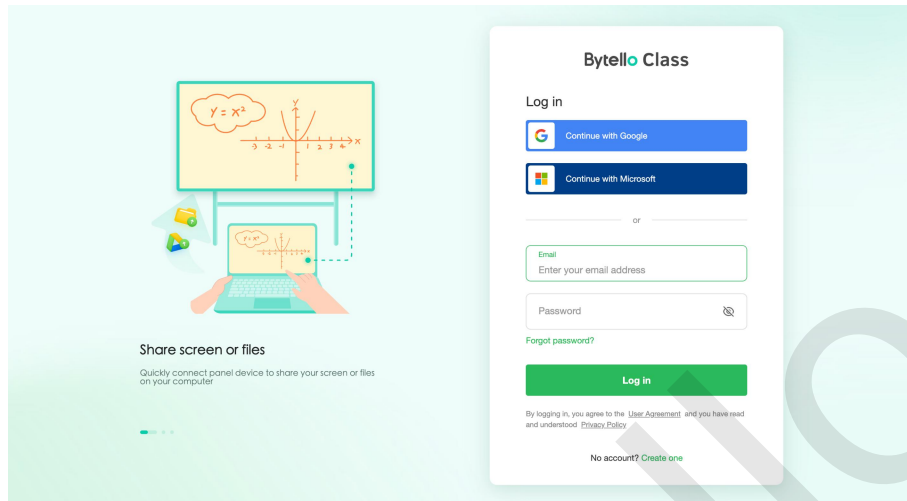 y = x²
y
x
-3 -2 -1 1 2 3 4
y = x²
Share screen or files
Quickly connect panel device to share your screen or files
on your computer
Bytello Class
Log in
Continue with Google
Continue with Microsoft
or
Email
Enter your email address
Password
Forgot password?
Log in
By logging in, you agree to the User Agreement and you have read
and understood Privacy Policy
No account? Create one